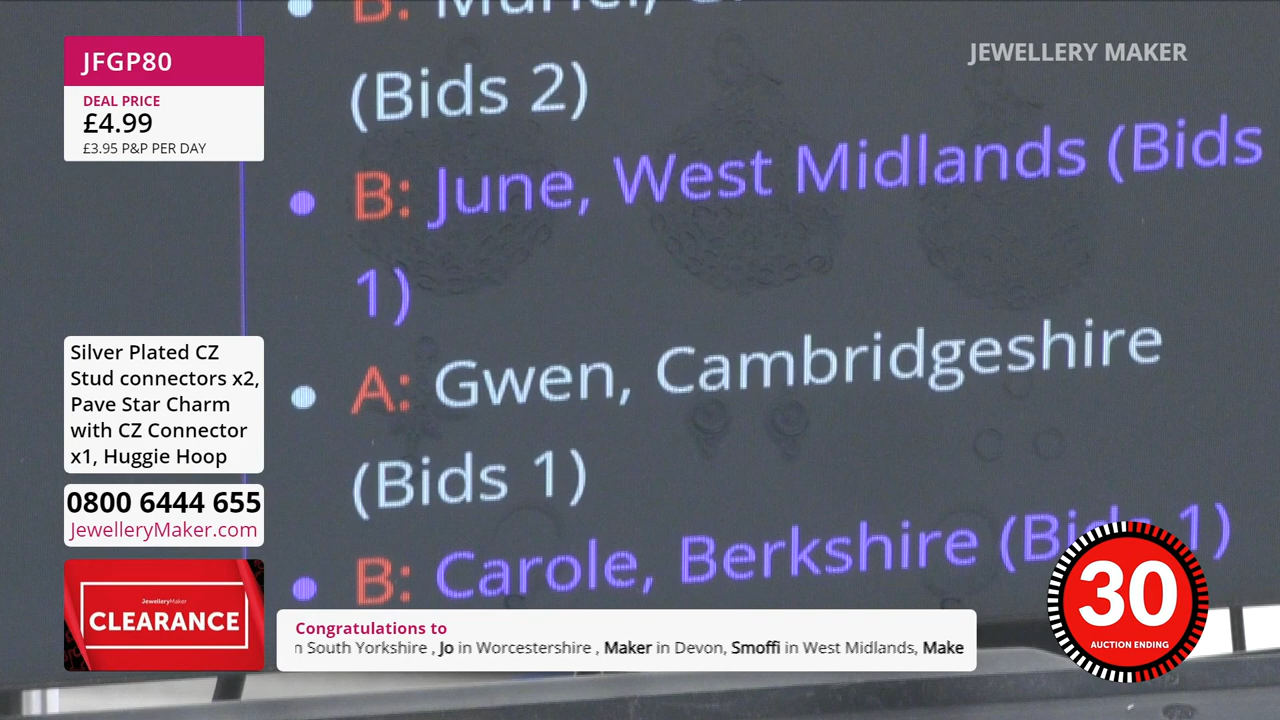 JFGP80
DEAL PRICE
£4.99
£3.95 P&P PER DAY
JEWELLERY MAKER
B:
(Bids 2)
B: June, West Midlands (Bids
1)
A: Gwen, Cambridgeshire
(Bids 1)
B: Carole, Berkshire (Bids 1)
Silver Plated CZ
Stud connectors x2,
Pave Star Charm
with CZ Connector
x1, Huggie Hoop
0800 6444 655
JewelleryMaker.com
JewelleryMaker
CLEARANCE
Congratulations to
South Yorkshire , Jo in Worcestershire , Maker in Devon, Smoffi in West Midlands, Make
30
AUCTION ENDING